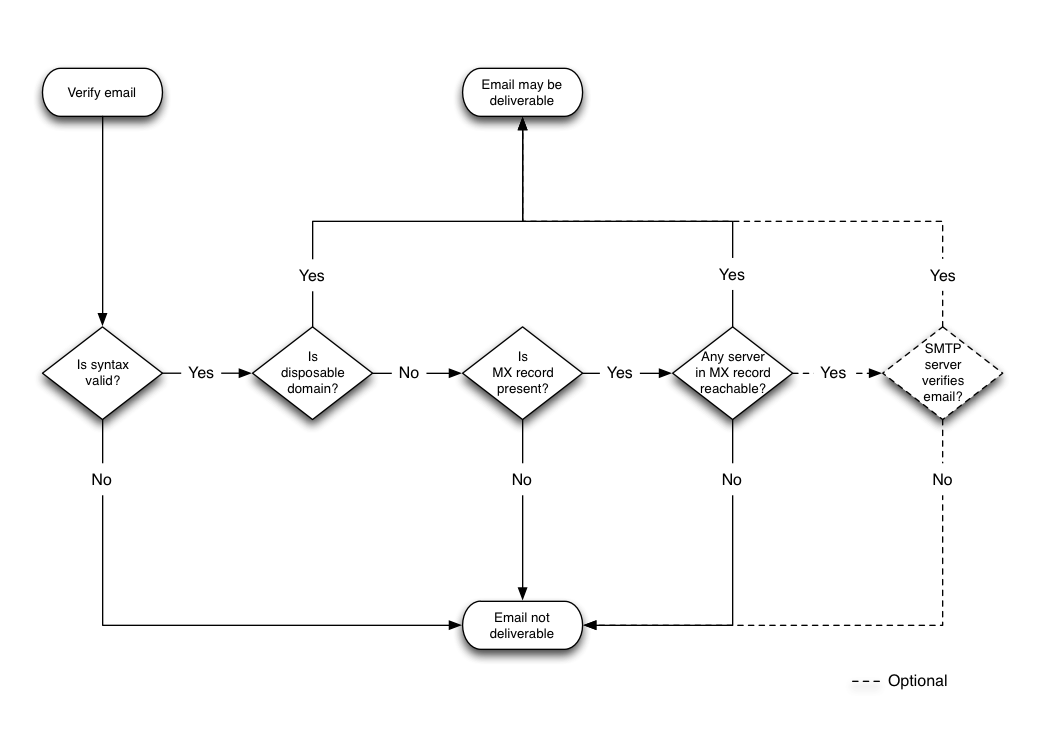 Verify email
Email may be
deliverable
Yes
Yes
Yes
Is syntax
valid?
Yes
Is
disposable
domain?
No
Is
MX record
present?
Yes
Any server
in MX record
reachable?
Yes
SMTP
server
verifies
email?
No
No
No
No
Email not
deliverable
Optional